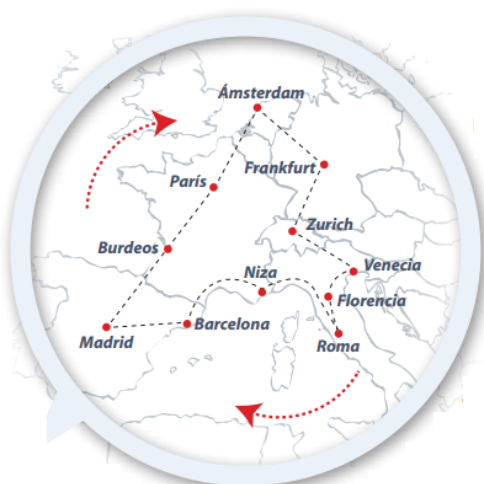 Ámsterdam
Frankfurt
París
Zurich
Burdeos
Venecia
Niza
Florencia
Barcelona
Madrid
Roma